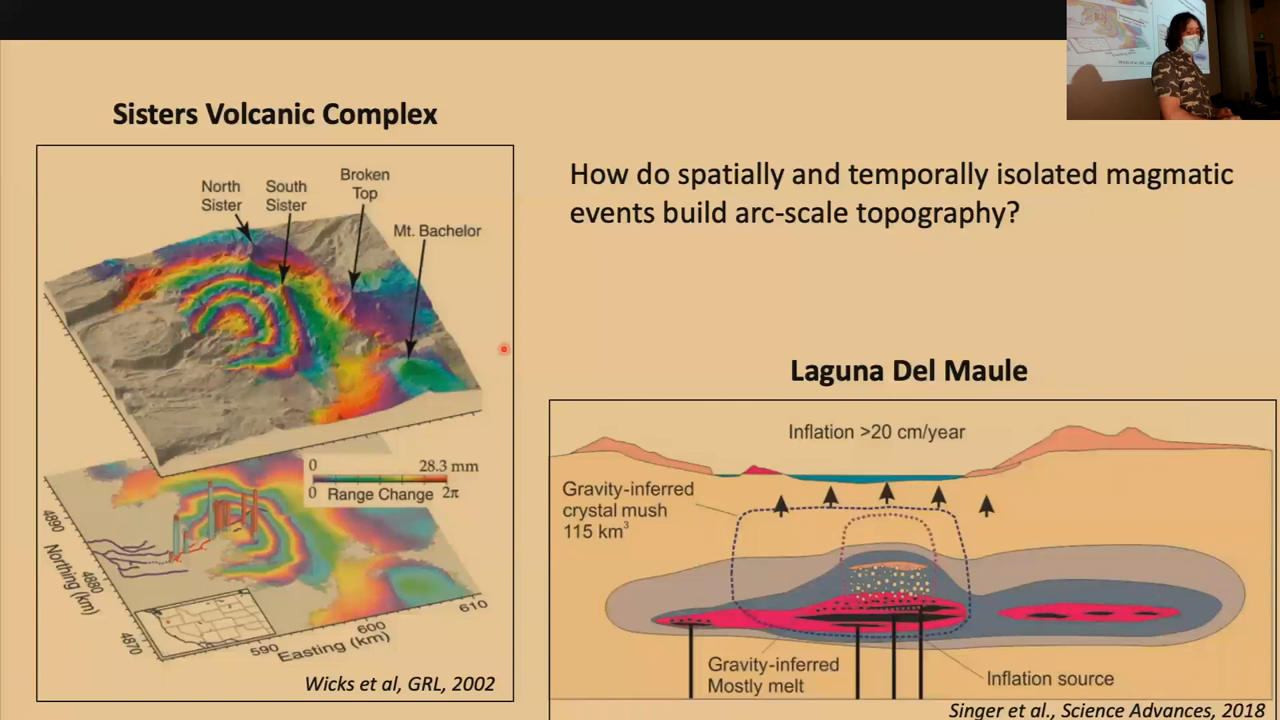 Sisters Volcanic Complex
North
Sister
South
Sister
Broken
Top
Mt. Bachelor
0
28.3 mm
0
Range Change
2π
4890
4880
4870
Northing (km)
590
600
610
Easting (km)
Wicks et al, GRL, 2002
How do spatially and temporally isolated magmatic
events build arc-scale topography?
Laguna Del Maule
Inflation >20 cm/year
Gravity-inferred
crystal mush
115 km³
Gravity-inferred
Mostly melt
Inflation source
Singer et al., Science Advances, 2018